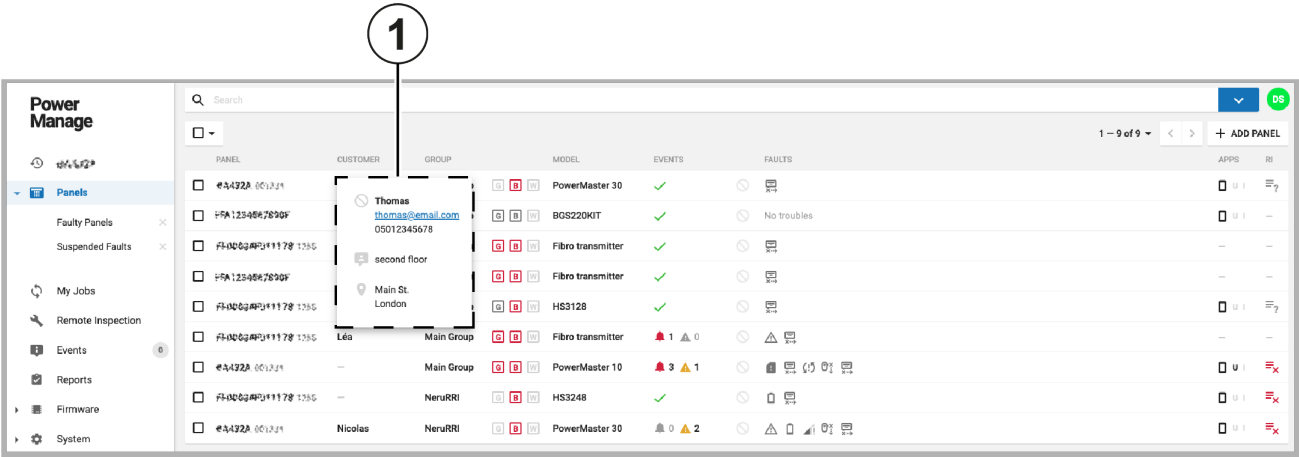 1
Power
Manage
Search
DS
1 – 9 of 9
ADD PANEL
PANEL CUSTOMER GROUP MODEL EVENTS FAULTS APPS RI
Panels
Faulty Panels
Suspended Faults
My Jobs
Remote Inspection
Events 6
Reports
Firmware
System
Thomas
thomas@email.com
05012345678
second floor
Main St.
London
G B W PowerMaster 30 U I ?
G B W BGS220KIT No troubles U I –
G B W Fibro transmitter – –
G B W Fibro transmitter – –
G B W HS3128 U I ?
Léa Main Group G B W Fibro transmitter 1 0 – –
– Main Group G B W PowerMaster 10 3 1 U I
– NeruRRI G B W HS3248 U I
Nicolas NeruRRI G B W PowerMaster 30 0 2 U I